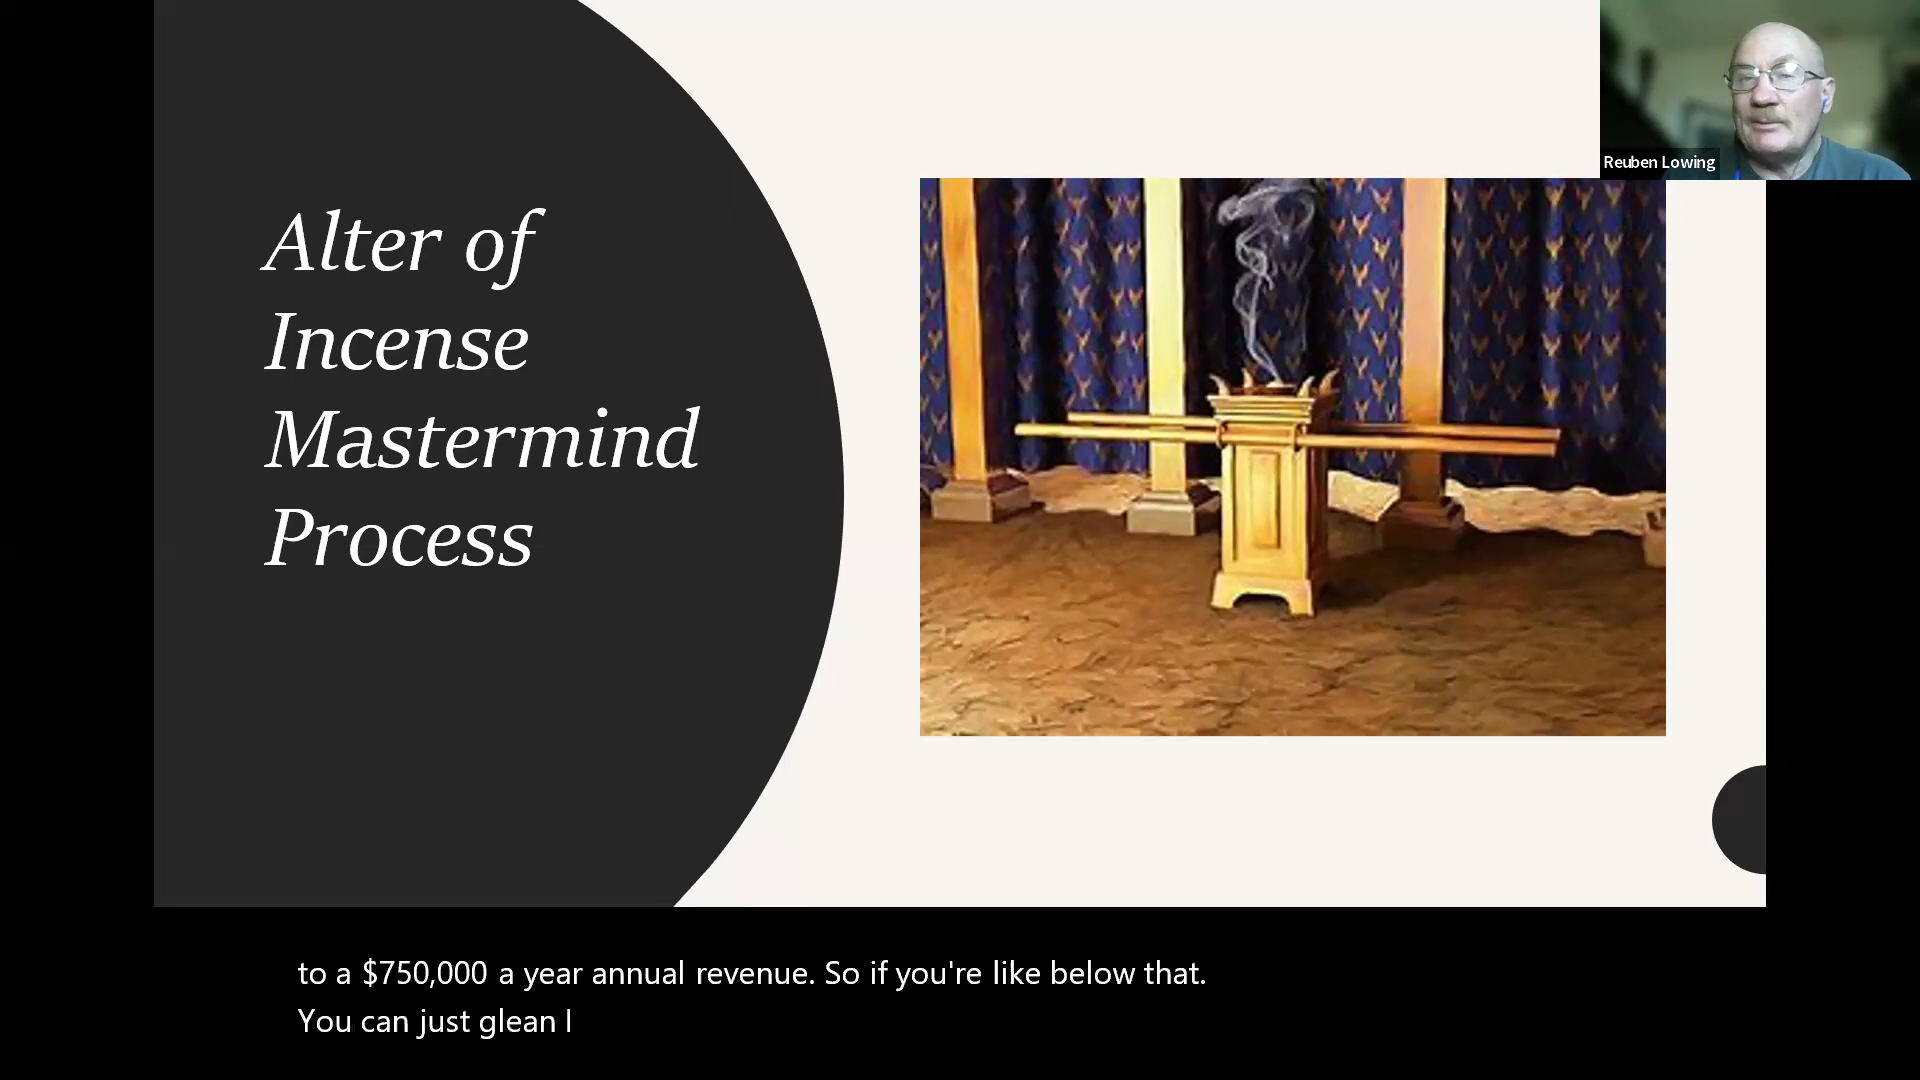 Reuben Lowing
Alter of
Incense
Mastermind
Process
to a $750,000 a year annual revenue. So if you're like below that.
You can just glean I